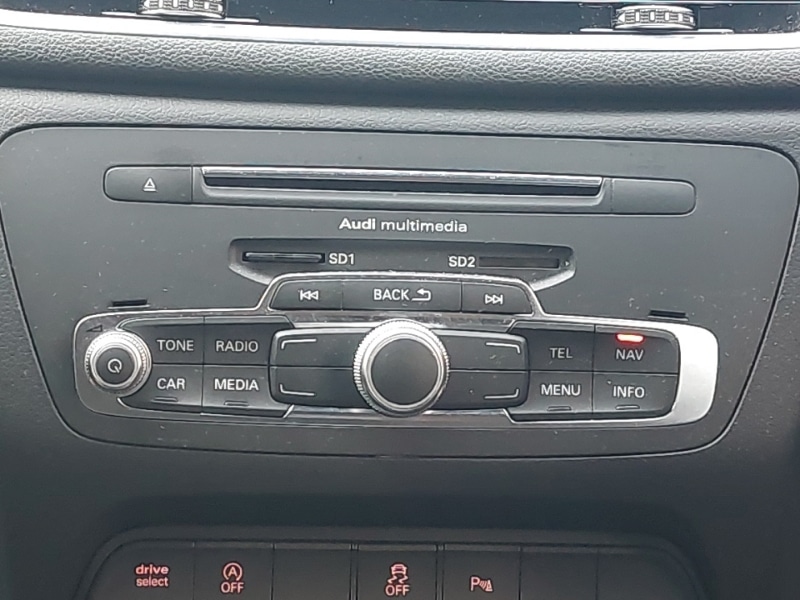 Audi multimedia
SD1 SD2
BACK
TONE RADIO TEL NAV
CAR MEDIA MENU INFO
drive select
A OFF
OFF
P